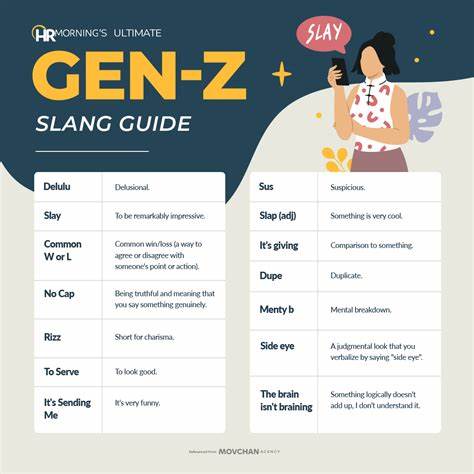 HRMORNING'S ULTIMATE
GEN-Z
SLANG GUIDE
SLAY
Delulu
Delusional.
Slay
To be remarkably impressive.
Common
W or L
Common win/loss (a way to
agree or disagree with
someone's point or action).
No Cap
Being truthful and meaning that
you say something genuinely.
Rizz
Short for charisma.
To Serve
To look good.
It's Sending
Me
It's very funny.
Sus
Suspicious.
Slap (adj)
Something is very cool.
It's giving
Comparison to something.
Dupe
Duplicate.
Menty b
Mental breakdown.
Side eye
A judgmental look that you
verbalize by saying "side eye".
The brain
isn't braining
Something logically doesn't
add up, I don't understand it.
Referenced from MOVCHAN AGENCY